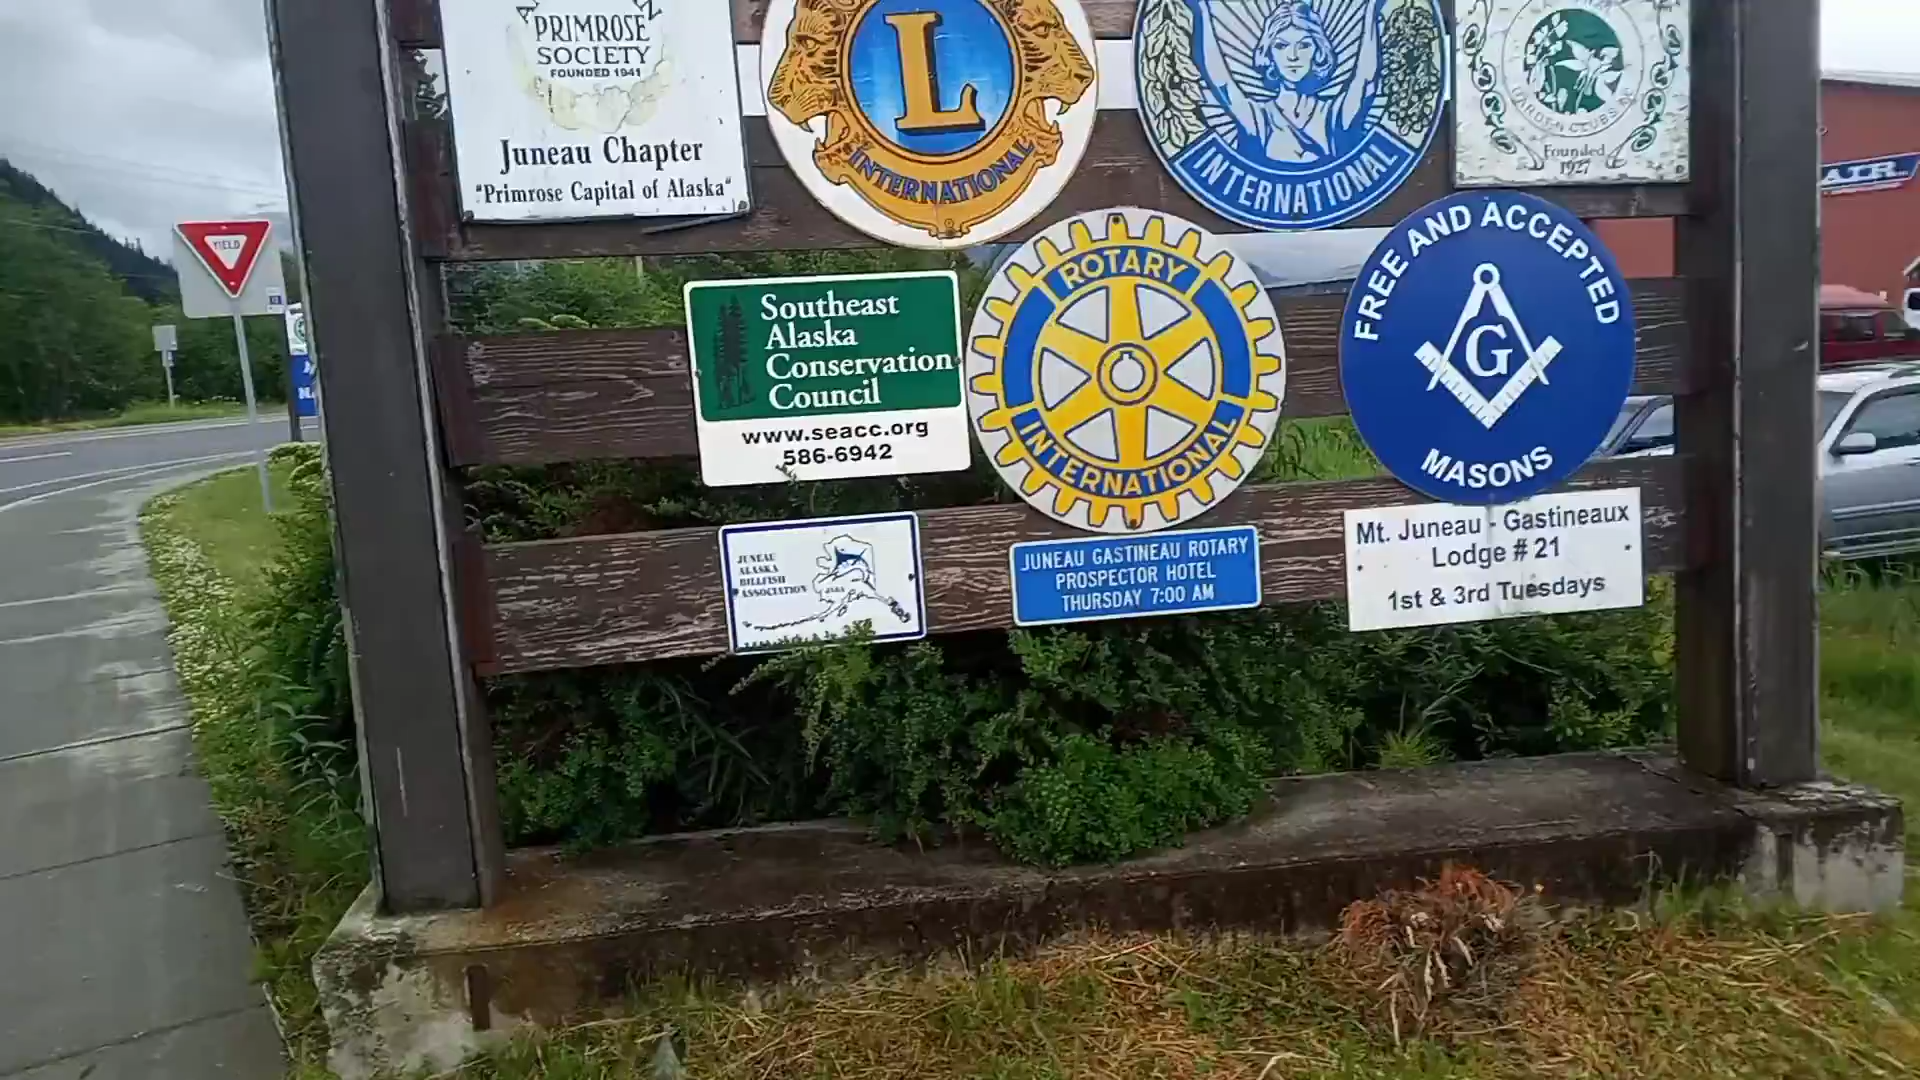 PRIMROSE
SOCIETY
FOUNDED 1941
Juneau Chapter
"Primrose Capital of Alaska"
L
INTERNATIONAL
INTERNATIONAL
GARDEN CLUBS
Founded
1927
YIELD
AIR
Southeast
Alaska
Conservation
Council
www.seacc.org
586-6942
ROTARY
INTERNATIONAL
FREE AND ACCEPTED
G
MASONS
JUNEAU
ALASKA
BILLFISH
ASSOCIATION
JUNEAU GASTINEAU ROTARY
PROSPECTOR HOTEL
THURSDAY 7:00 AM
Mt. Juneau - Gastineaux
Lodge # 21
1st & 3rd Tuesdays